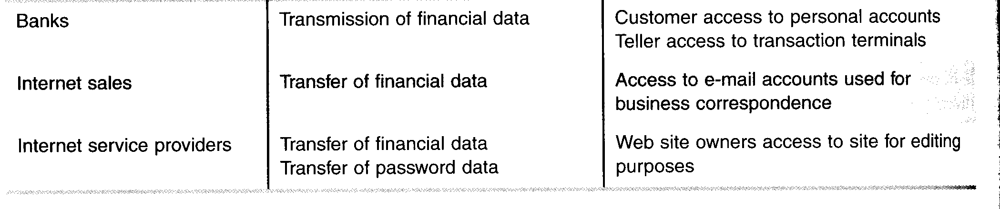 Banks
Transmission of financial data
Customer access to personal accounts
Teller access to transaction terminals
Internet sales
Transfer of financial data
Access to e-mail accounts used for
business correspondence
Internet service providers
Transfer of financial data
Transfer of password data
Web site owners access to site for editing
purposes